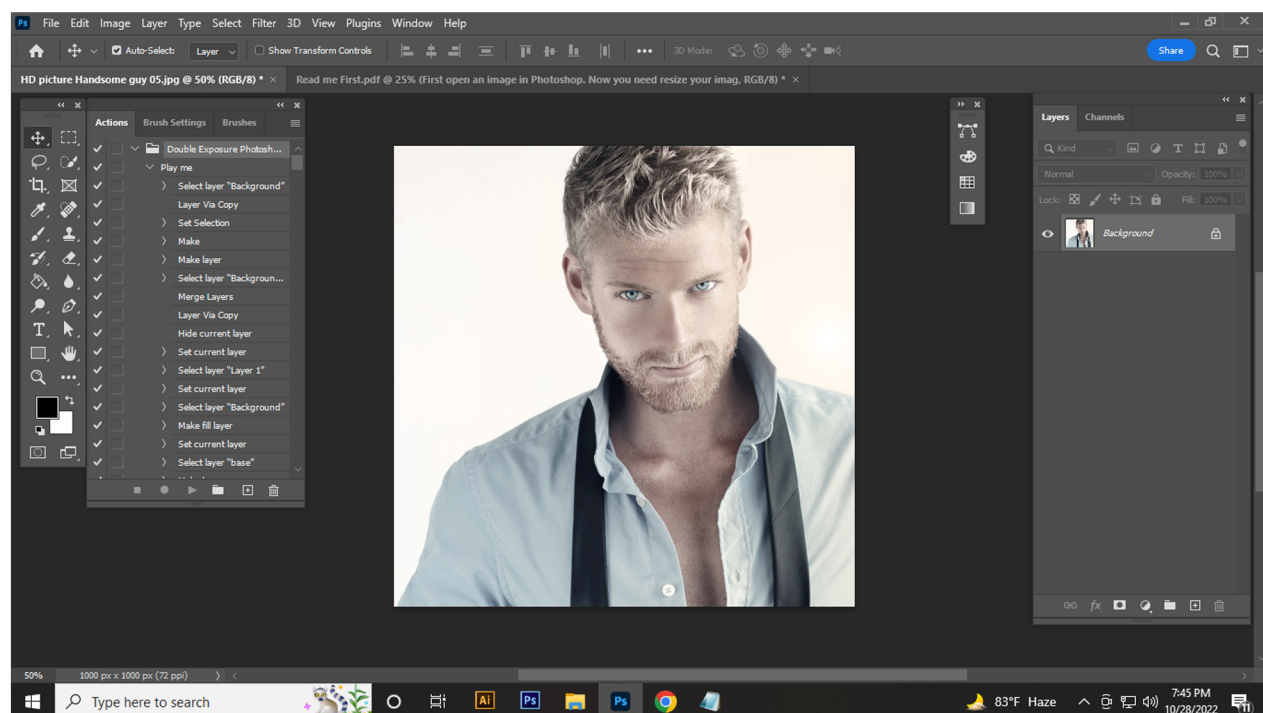 Ps File Edit Image Layer Type Select Filter 3D View Plugins Window Help
Auto-Select: Layer Show Transform Controls 3D Mode: Share
HD picture Handsome guy 05.jpg @ 50% (RGB/8) * × Read me First.pdf @ 25% (First open an image in Photoshop. Now you need resize your imag, RGB/8) * ×
Actions Brush Settings Brushes
Double Exposure Photosh...
Play me
Select layer "Background"
Layer Via Copy
Set Selection
Make
Make layer
Select layer "Backgroun...
Merge Layers
Layer Via Copy
Hide current layer
Set current layer
Select layer "Layer 1"
Set current layer
Select layer "Background"
Make fill layer
Set current layer
Select layer "base"
Layers Channels
Kind
Normal Opacity: 100%
Lock: Fill: 100%
Background
50% 1000 px x 1000 px (72 ppi)
Type here to search
Ai Ps Ps
83°F Haze
7:45 PM
10/28/2022
11